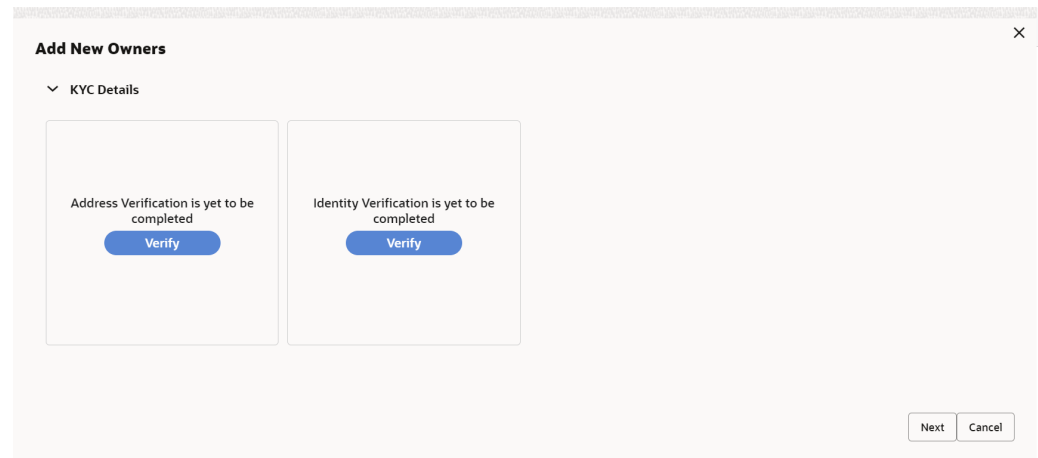 Add New Owners
KYC Details
Address Verification is yet to be
completed
Verify
Identity Verification is yet to be
completed
Verify
Next
Cancel